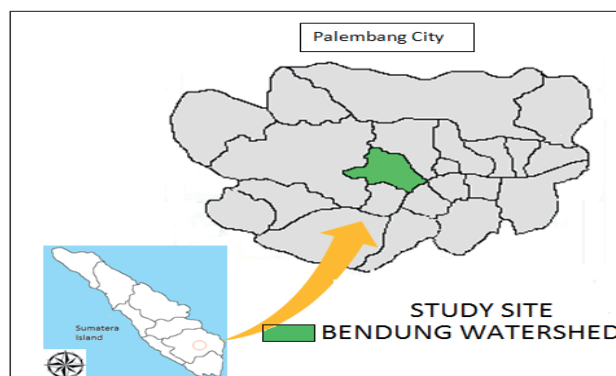 Palembang City
STUDY SITE
BENDUNG WATERSHED
Sumatera
Island